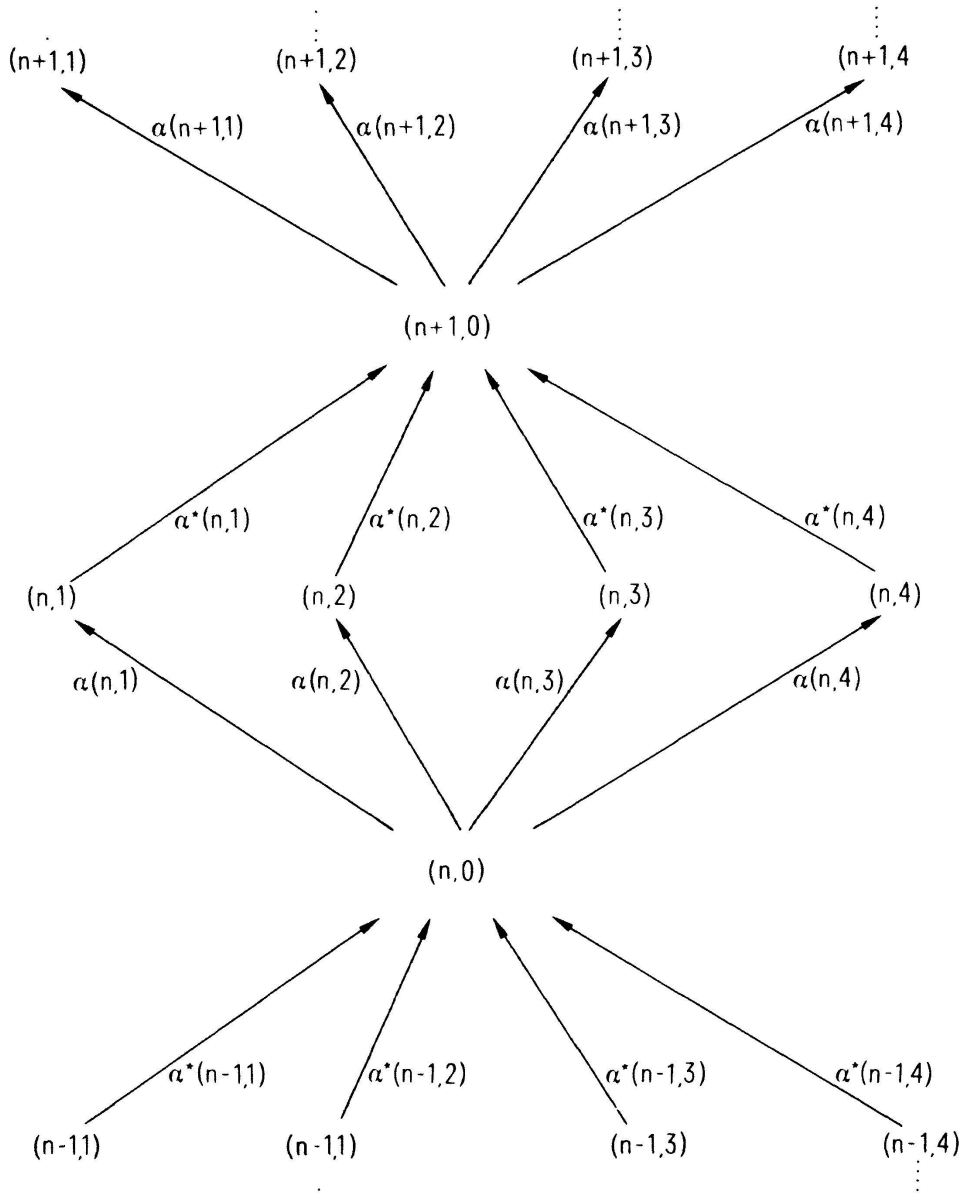 (n+1,1) (n+1,2) (n+1,3) (n+1,4
α(n+1,1) α(n+1,2) α(n+1,3) α(n+1,4)
(n+1,0)
α*(n,1) α*(n,2) α*(n,3) α*(n,4)
(n,1) (n,2) (n,3) (n,4)
α(n,1) α(n,2) α(n,3) α(n,4)
(n,0)
α*(n-1,1) α*(n-1,2) α*(n-1,3) α*(n-1,4)
(n-1,1) (n-1,1) (n-1,3) (n-1,4)